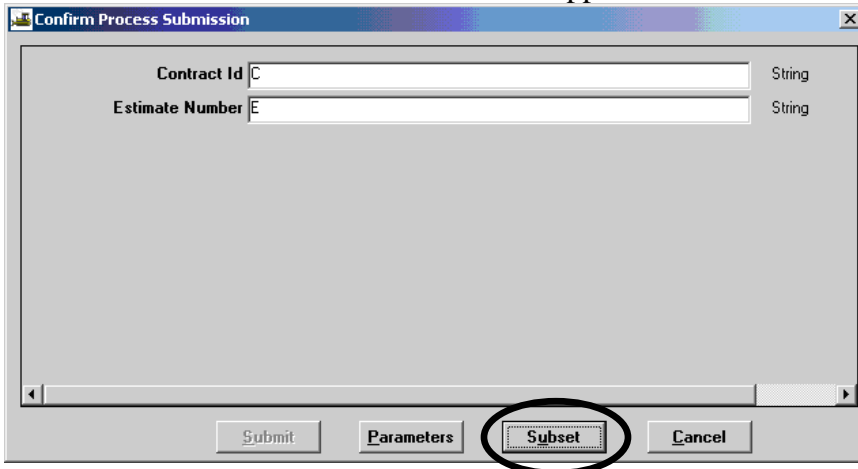 Confirm Process Submission
Contract Id C String
Estimate Number E String
Submit Parameters Subset Cancel